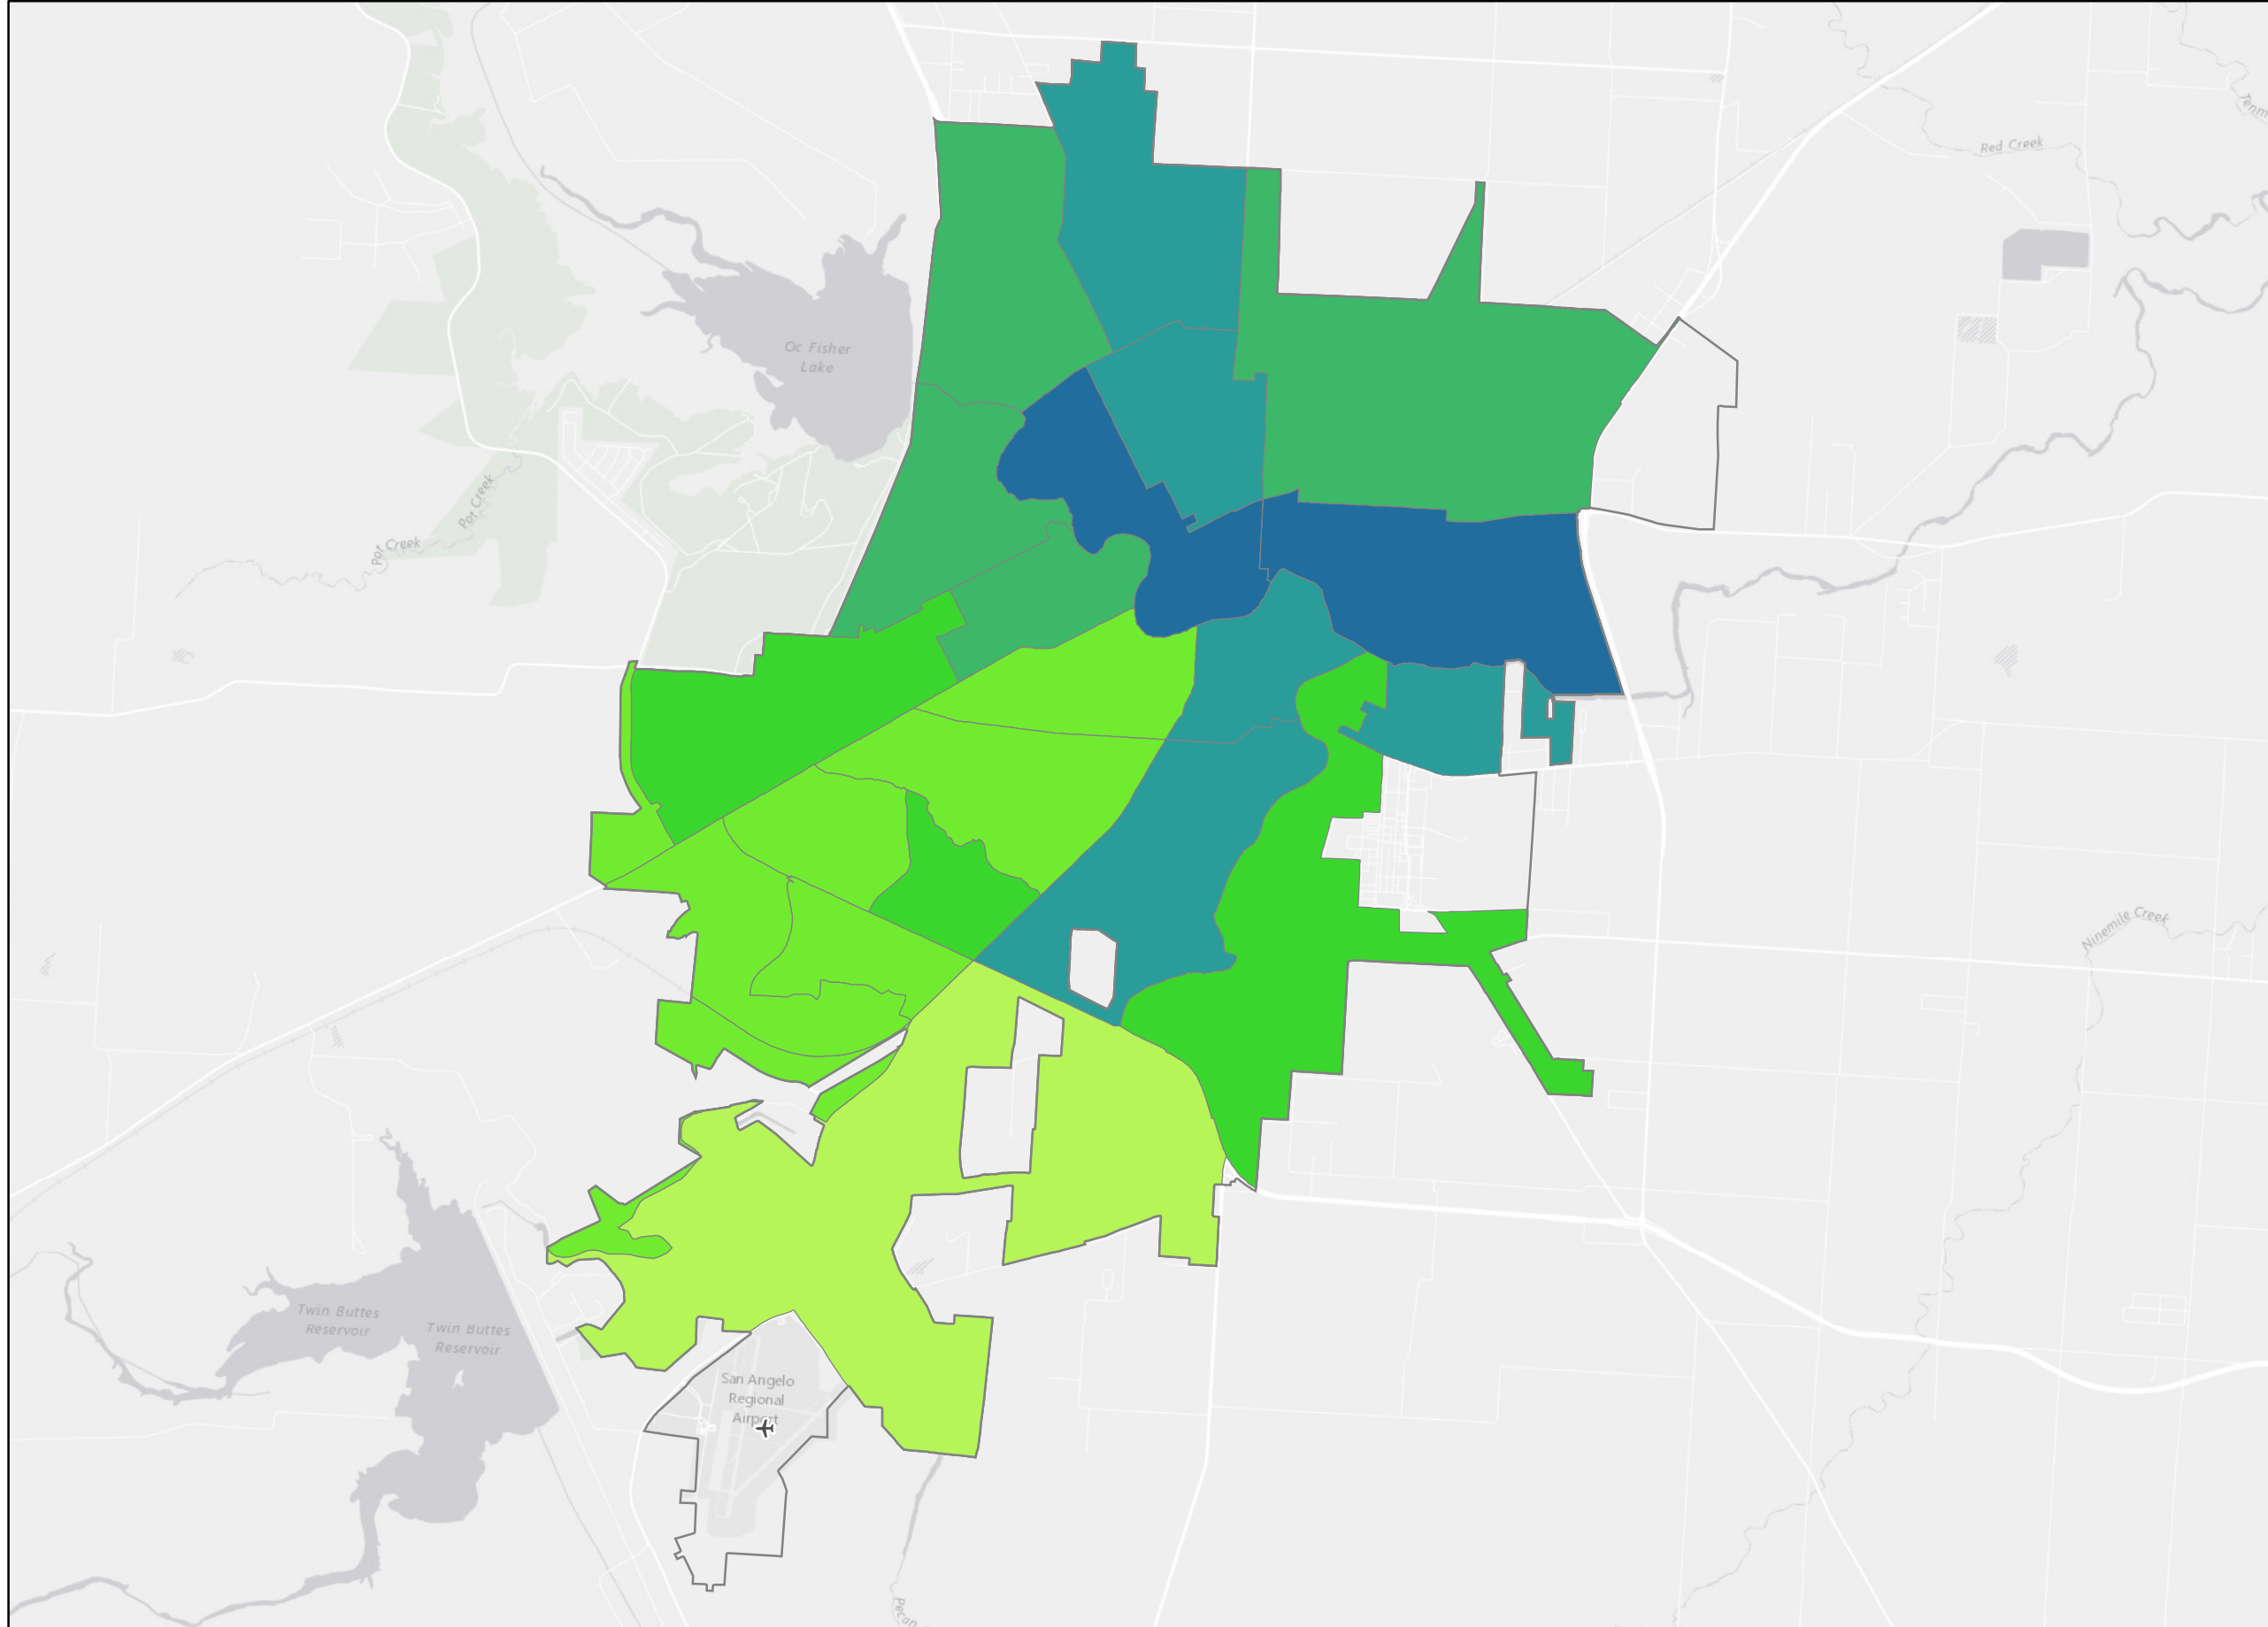 Red Creek
Oc Fisher
Lake
Pot Creek
Pot Creek
Ninemile Creek
Twin Buttes
Reservoir
Twin Buttes
Reservoir
San Angelo
Regional
Airport
Pecan